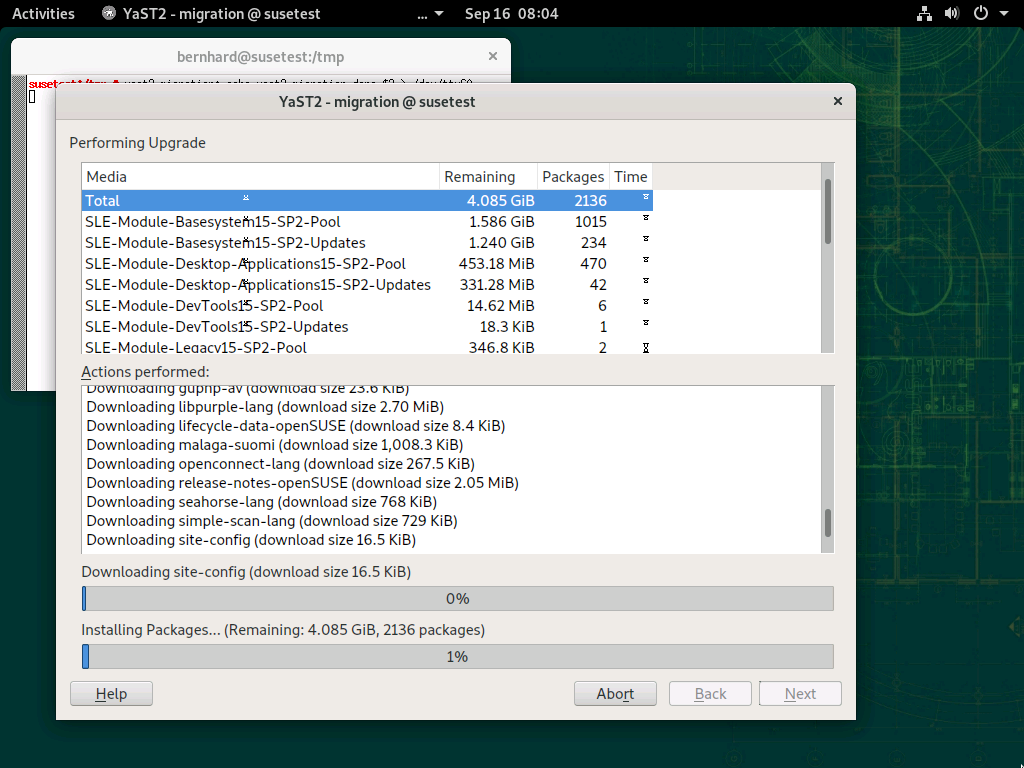 Activities YaST2 - migration @ susetest ... Sep 16 08:04
bernhard@susetest:/tmp
YaST2 - migration @ susetest
Performing Upgrade
Media Remaining Packages Time
Total 4.085 GiB 2136
SLE-Module-Basesystem15-SP2-Pool 1.586 GiB 1015
SLE-Module-Basesystem15-SP2-Updates 1.240 GiB 234
SLE-Module-Desktop-Applications15-SP2-Pool 453.18 MiB 470
SLE-Module-Desktop-Applications15-SP2-Updates 331.28 MiB 42
SLE-Module-DevTools15-SP2-Pool 14.62 MiB 6
SLE-Module-DevTools15-SP2-Updates 18.3 KiB 1
SLE-Module-Legacy15-SP2-Pool 346.8 KiB 2
Actions performed:
Downloading gupnp-av (download size 23.6 KiB)
Downloading libpurple-lang (download size 2.70 MiB)
Downloading lifecycle-data-openSUSE (download size 8.4 KiB)
Downloading malaga-suomi (download size 1,008.3 KiB)
Downloading openconnect-lang (download size 267.5 KiB)
Downloading release-notes-openSUSE (download size 2.05 MiB)
Downloading seahorse-lang (download size 768 KiB)
Downloading simple-scan-lang (download size 729 KiB)
Downloading site-config (download size 16.5 KiB)
Downloading site-config (download size 16.5 KiB)
0%
Installing Packages... (Remaining: 4.085 GiB, 2136 packages)
1%
Help Abort Back Next